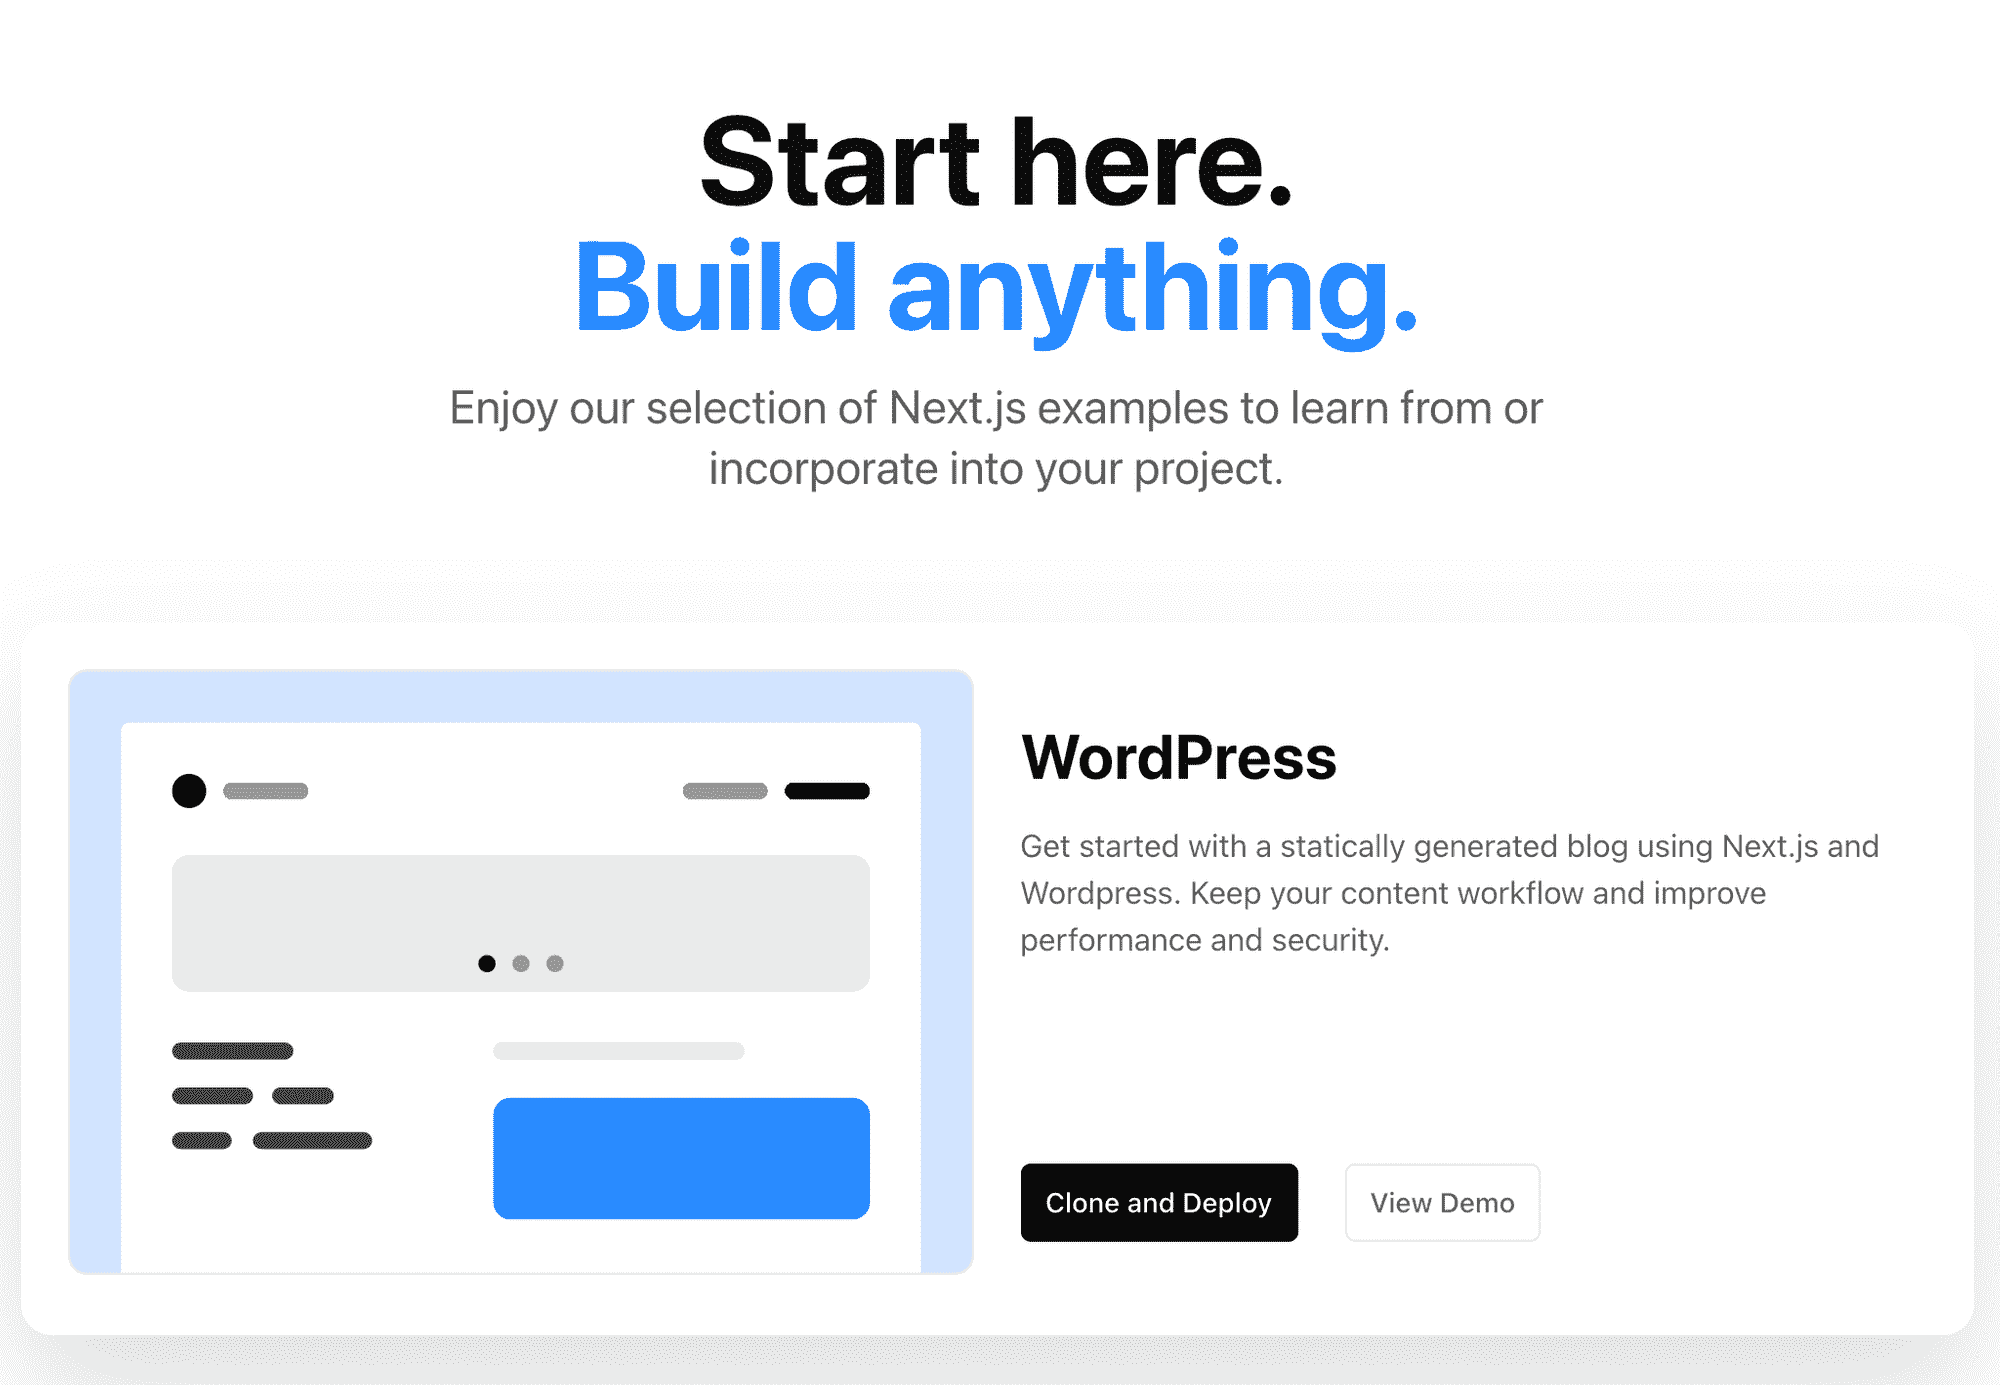 Start here.
Build anything.
Enjoy our selection of Next.js examples to learn from or
incorporate into your project.
WordPress
Get started with a statically generated blog using Next.js and
Wordpress. Keep your content workflow and improve
performance and security.
Clone and Deploy
View Demo